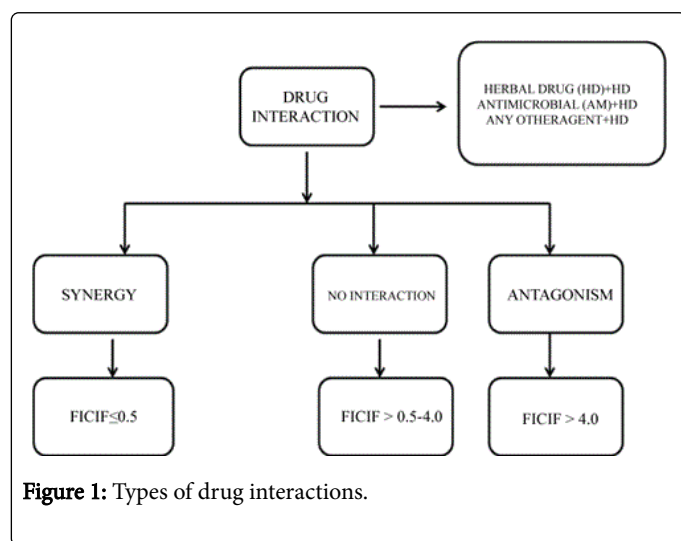 DRUG
INTERACTION
HERBAL DRUG (HD)+HD
ANTIMICROBIAL (AM)+HD
ANY OTHERAGENT+HD
SYNERGY
NO INTERACTION
ANTAGONISM
FICIF≤0.5
FICIF > 0.5-4.0
FICIF > 4.0
Figure 1: Types of drug interactions.